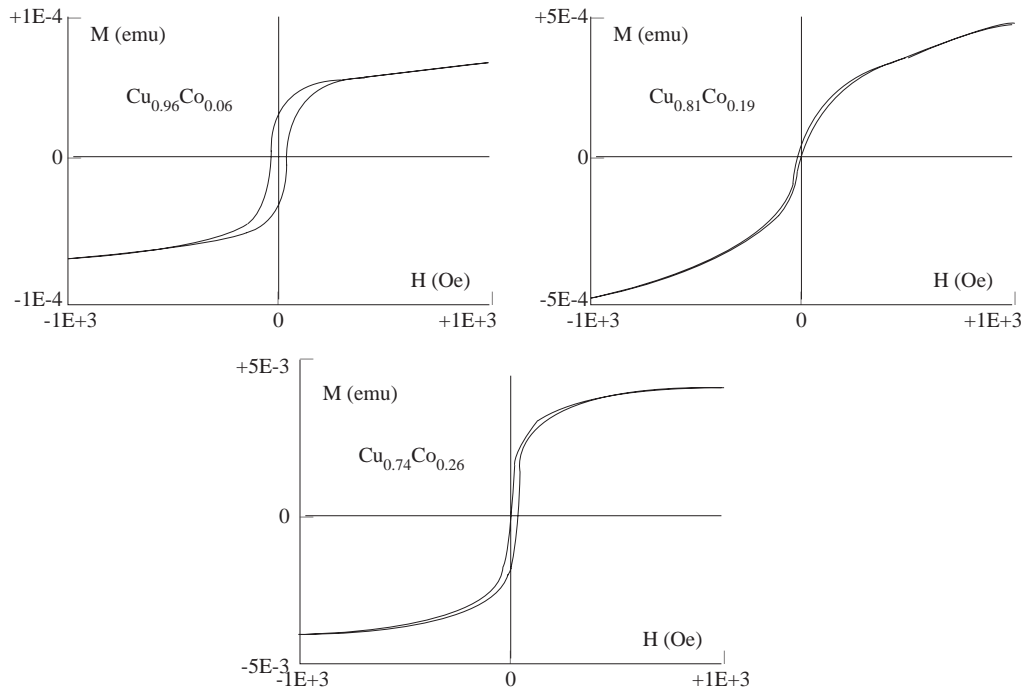 +1E-4
M (emu)
Cu0.96Co0.06
0
H (Oe)
-1E-4
-1E+3
0
+1E+3
+5E-4
M (emu)
Cu0.81Co0.19
0
H (Oe)
-5E-4
-1E+3
0
+1E+3
+5E-3
M (emu)
Cu0.74Co0.26
0
H (Oe)
-5E-3
-1E+3
0
+1E+3